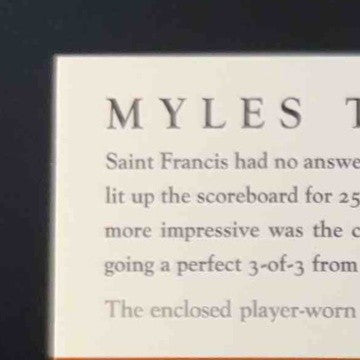 MYLES T
Saint Francis had no answe
lit up the scoreboard for 25
more impressive was the c
going a perfect 3-of-3 from
The enclosed player-worn